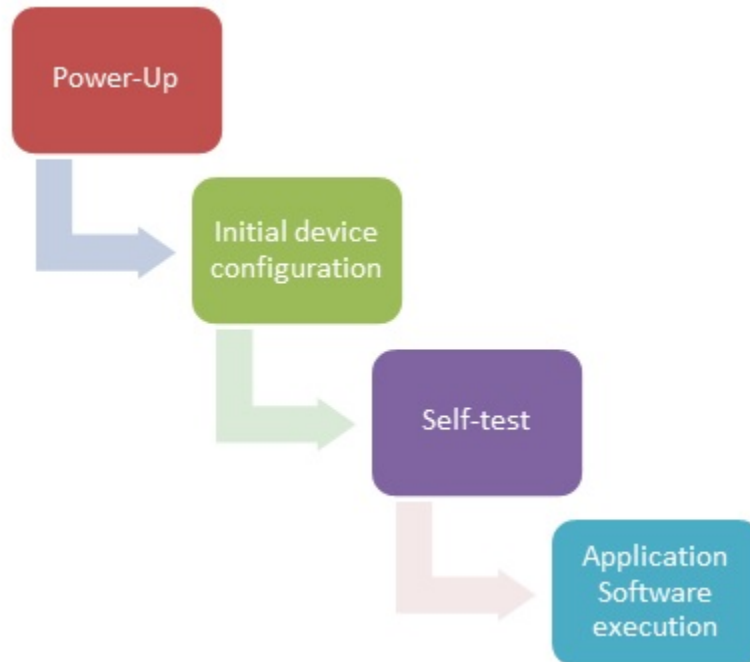 Power-Up
Initial device
configuration
Self-test
Application
Software
execution